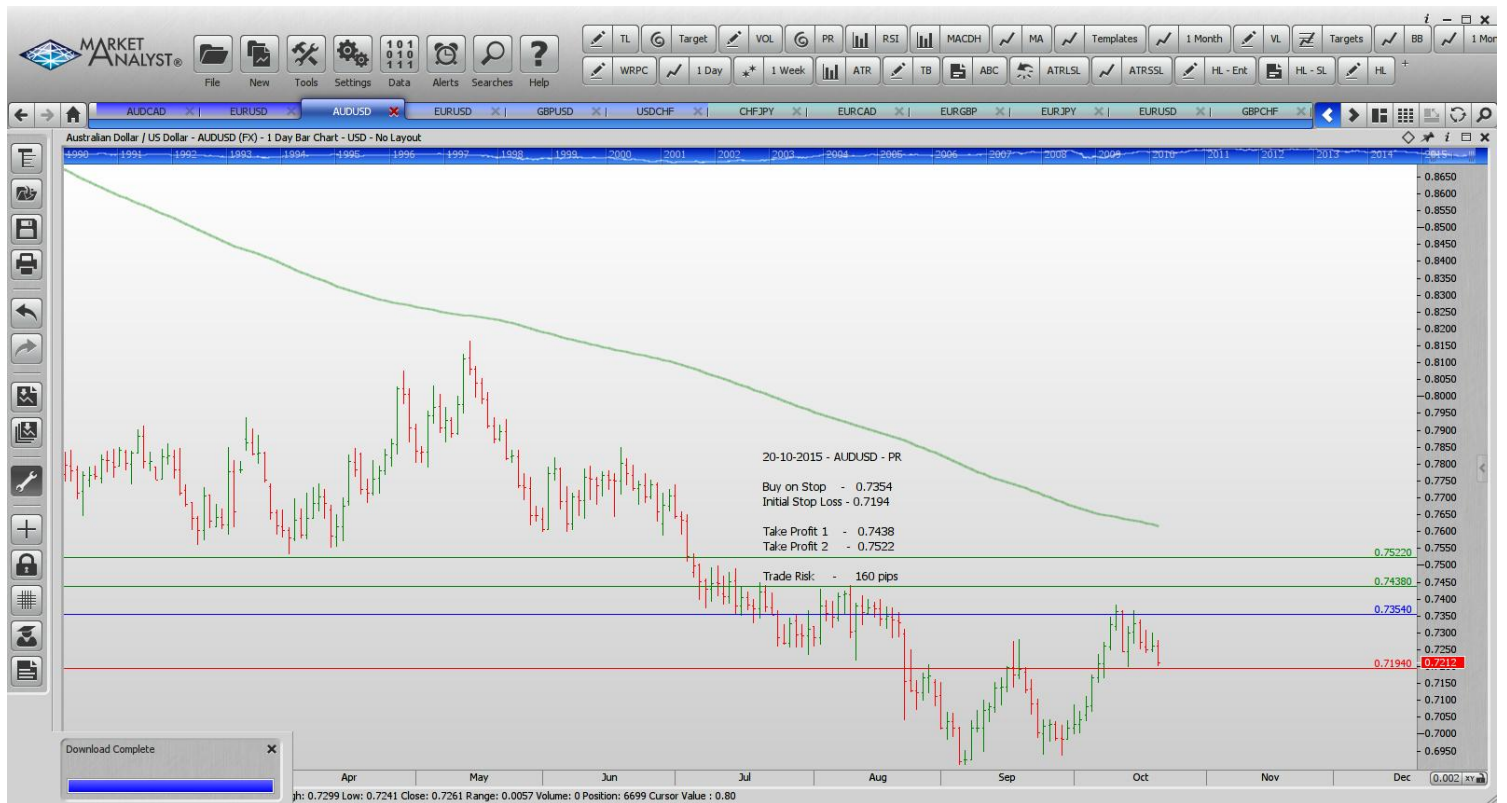 i
MARKET
ANALYST®
File
New
Tools
Settings
101
010
111
Data
Alerts
Searches
?
Help
TL
Target
VOL
PR
RSI
MACDH
MA
Templates
1 Month
VL
Targets
BB
1 Mor
WRPC
1 Day
1 Week
ATR
TB
ABC
ATRLSL
ATRSSL
HL - Ent
HL - SL
HL
+
AUDCAD
EURUSD
AUDUSD
EURUSD
GBPUSD
USDCHF
CHFJPY
EURCAD
EURGBP
EURJPY
EURUSD
GBPCHF
Australian Dollar / US Dollar - AUDUSD (FX) - 1 Day Bar Chart - USD - No Layout
i
1990 1991 1992 1993 1994 1995 1996 1997 1998 1999 2000 2001 2002 2003 2004 2005 2006 2007 2008 2009 2010 2011 2012 2013 2014 2015
0.8650
0.8600
0.8550
0.8500
0.8450
0.8400
0.8350
0.8300
0.8250
0.8200
0.8150
0.8100
0.8050
0.8000
0.7950
0.7900
0.7850
0.7800
0.7750
0.7700
0.7650
0.7600
0.7550
0.7500
0.7450
0.7400
0.7350
0.7300
0.7250
0.7212
0.7150
0.7100
0.7050
0.7000
0.6950
20-10-2015 - AUDUSD - PR
Buy on Stop - 0.7354
Initial Stop Loss - 0.7194
Take Profit 1 - 0.7438
Take Profit 2 - 0.7522
Trade Risk - 160 pips
0.75220
0.74380
0.73540
0.71940
Download Complete
Apr May Jun Jul Aug Sep Oct Nov Dec
0.002 XY
gh: 0.7299 Low: 0.7241 Close: 0.7261 Range: 0.0057 Volume: 0 Position: 6699 Cursor Value : 0.80